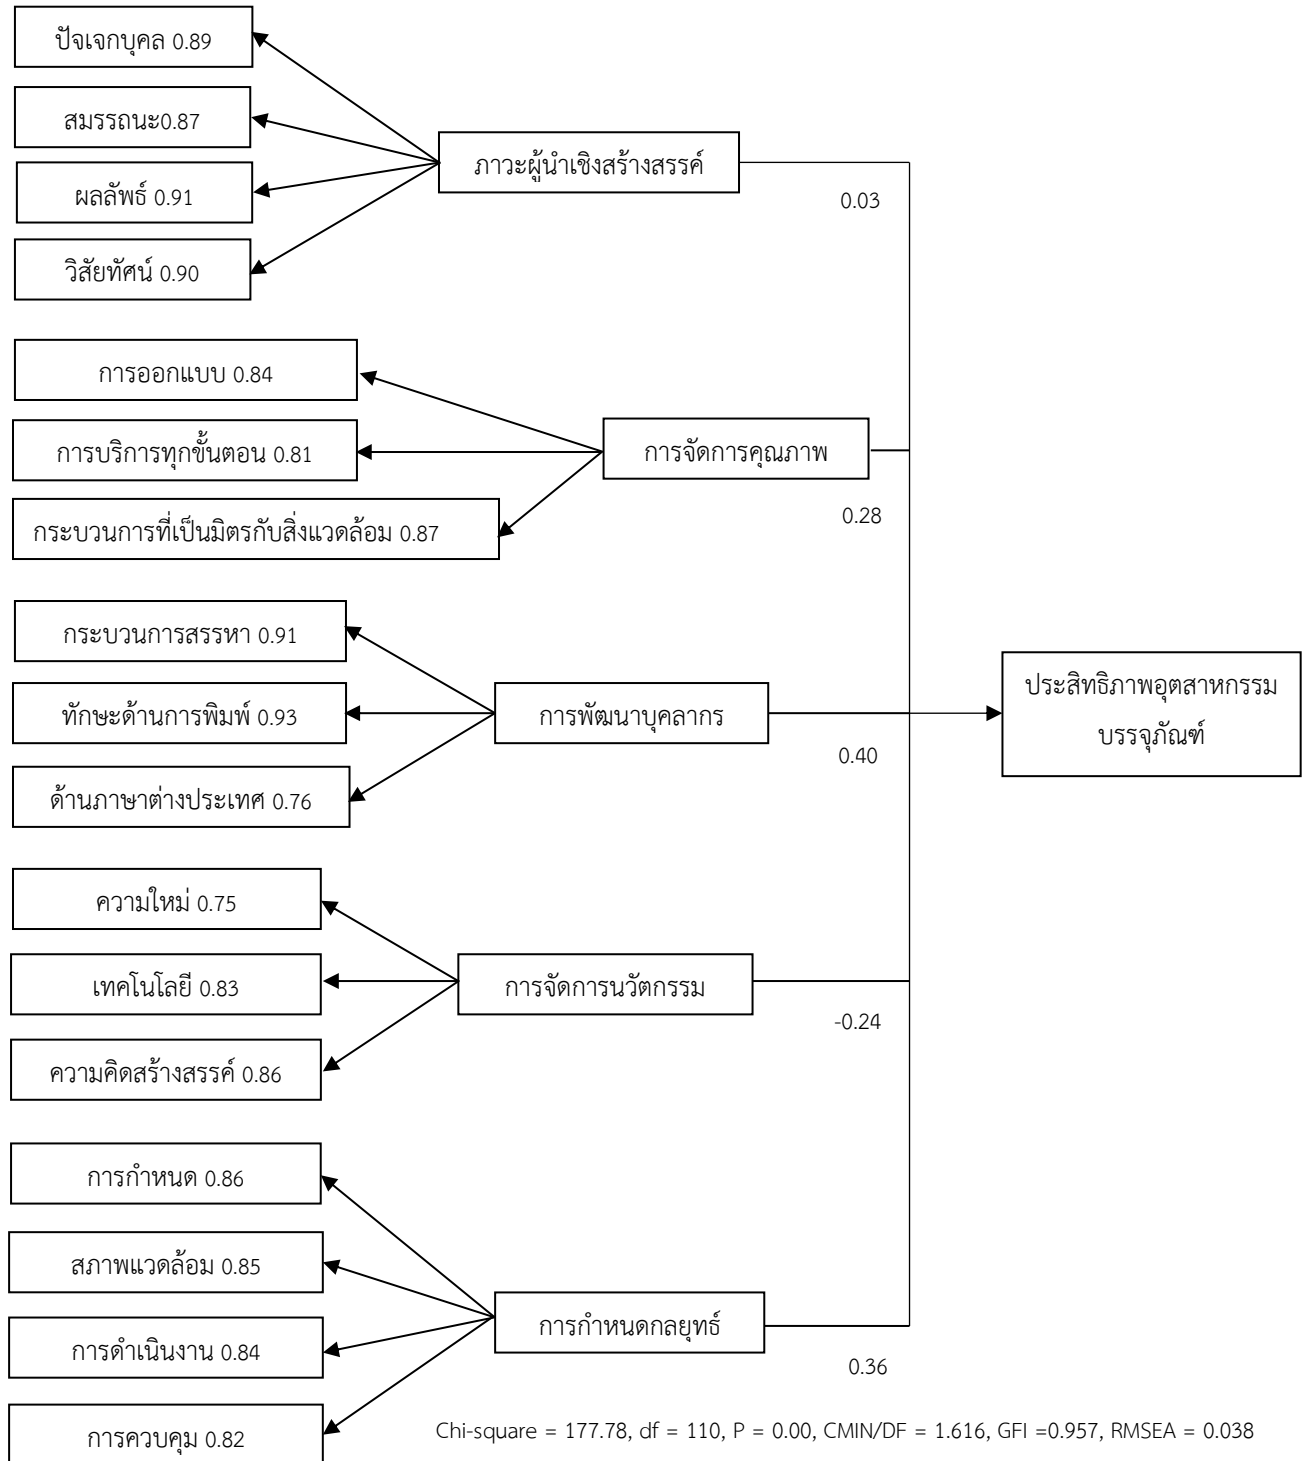 ปัจเจกบุคล 0.89
สมรรถนะ0.87
ผลลัพธ์ 0.91
วิสัยทัศน์ 0.90
ภาวะผู้นำเชิงสร้างสรรค์
0.03
การออกแบบ 0.84
การบริการทุกขั้นตอน 0.81
กระบวนการที่เป็นมิตรกับสิ่งแวดล้อม 0.87
การจัดการคุณภาพ
0.28
กระบวนการสรรหา 0.91
ทักษะด้านการพิมพ์ 0.93
ด้านภาษาต่างประเทศ 0.76
การพัฒนาบุคลากร
0.40
ประสิทธิภาพอุตสาหกรรม
บรรจุภัณฑ์
ความใหม่ 0.75
เทคโนโลยี 0.83
ความคิดสร้างสรรค์ 0.86
การจัดการนวัตกรรม
-0.24
การกำหนด 0.86
สภาพแวดล้อม 0.85
การดำเนินงาน 0.84
การควบคุม 0.82
การกำหนดกลยุทธ์
0.36
Chi-square = 177.78, df = 110, P = 0.00, CMIN/DF = 1.616, GFI =0.957, RMSEA = 0.038